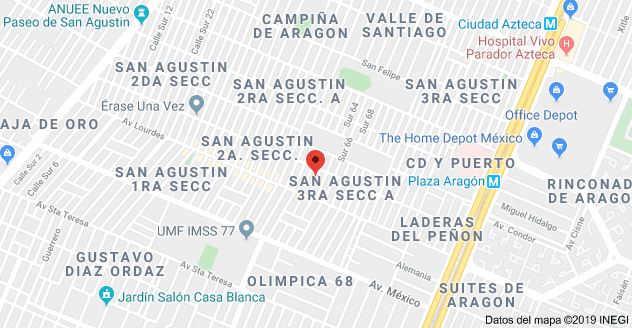 ANUEE Nuevo
Paseo de San Agustin
Calle Sur 12
Calle Sur 22
CAMPIÑA
DE ARAGON
VALLE DE
SANTIAGO
Ciudad Azteca M
Hospital Vivo
Parador Azteca
H
Xitle
SAN AGUSTIN
2DA SECC
San Felipe
SAN AGUSTIN
2RA SECC. A
SAN AGUSTIN
3RA SECC
Érase Una Vez
Sur 64
Sur 68
Office Depot
AJA DE ORO
Av Lourdes
SAN AGUSTIN
2A. SECC.
Sur 66
The Home Depot México
Calle Sur 2
Calle Sur 6
CD Y PUERTO
Plaza Aragón M
SAN AGUSTIN
1RA SECC
SAN AGUSTIN
3RA SECC A
RINCONAD
DE ARAGO
Av Sta Teresa
Miguel Hidalgo
Guerrero
UMF IMSS 77
LADERAS
DEL PEÑON
Av. Condor
Av Cisne
GUSTAVO
DIAZ ORDAZ
Av Sta Teresa
OLIMPICA 68
Alemania
Av. México
SUITES DE
ARAGON
Faisán
Jardín Salón Casa Blanca
Datos del mapa ©2019 INEGI